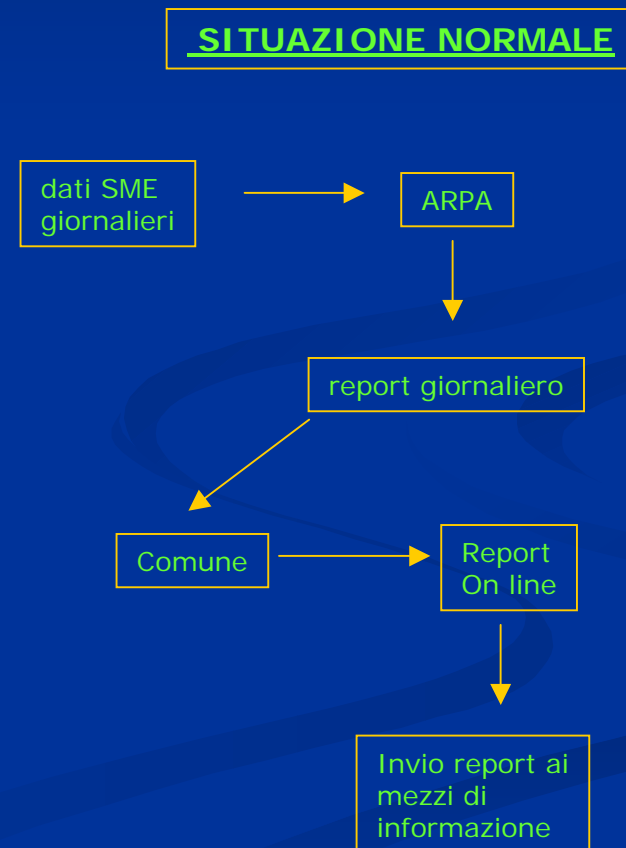 SITUAZIONE NORMALE
dati SME
giornalieri
ARPA
report giornaliero
Comune
Report
On line
Invio report ai
mezzi di
informazione